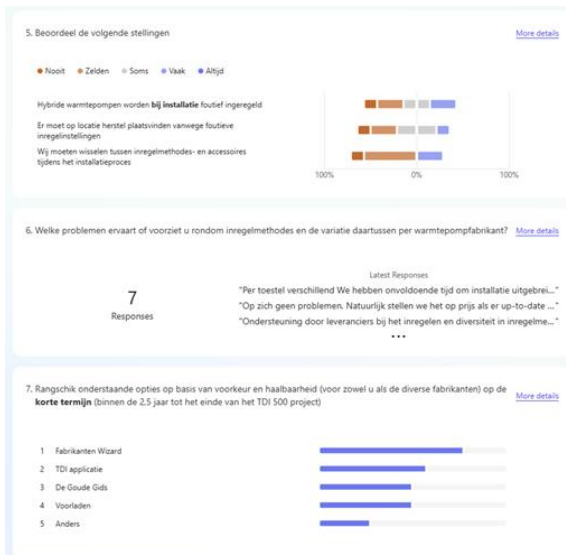 5. Beoordeel de volgende stellingen
More details
Nooit Zelden Soms Vaak Altijd
Hybride warmtepompen worden bij installatie foutief ingeregeld
Er moet op locatie herstel plaatsvinden vanwege foutieve
inregelinstellingen
Wij moeten wisselen tussen inregelmethodes- en accessoires
tijdens het installatieproces
100% 0% 100%
6. Welke problemen ervaart of voorziet u rondom inregelmethodes en de variatie daartussen per warmtepompfabrikant?
More details
Latest Responses
7
Responses
"Per toestel verschillend We hebben onvoldoende tijd om installatie uitgebrei..."
"Op zich geen problemen. Natuurlijk stellen we het op prijs als er up-to-date ..."
"Ondersteuning door leveranciers bij het inregelen en diversiteit in inregelme..."
...
7. Rangschik onderstaande opties op basis van voorkeur en haalbaarheid (voor zowel u als de diverse fabrikanten) op de
korte termijn (binnen de 2,5 jaar tot het einde van het TDI 500 project)
More details
1 Fabrikanten Wizard
2 TDI applicatie
3 De Goude Gids
4 Voorladen
5 Anders